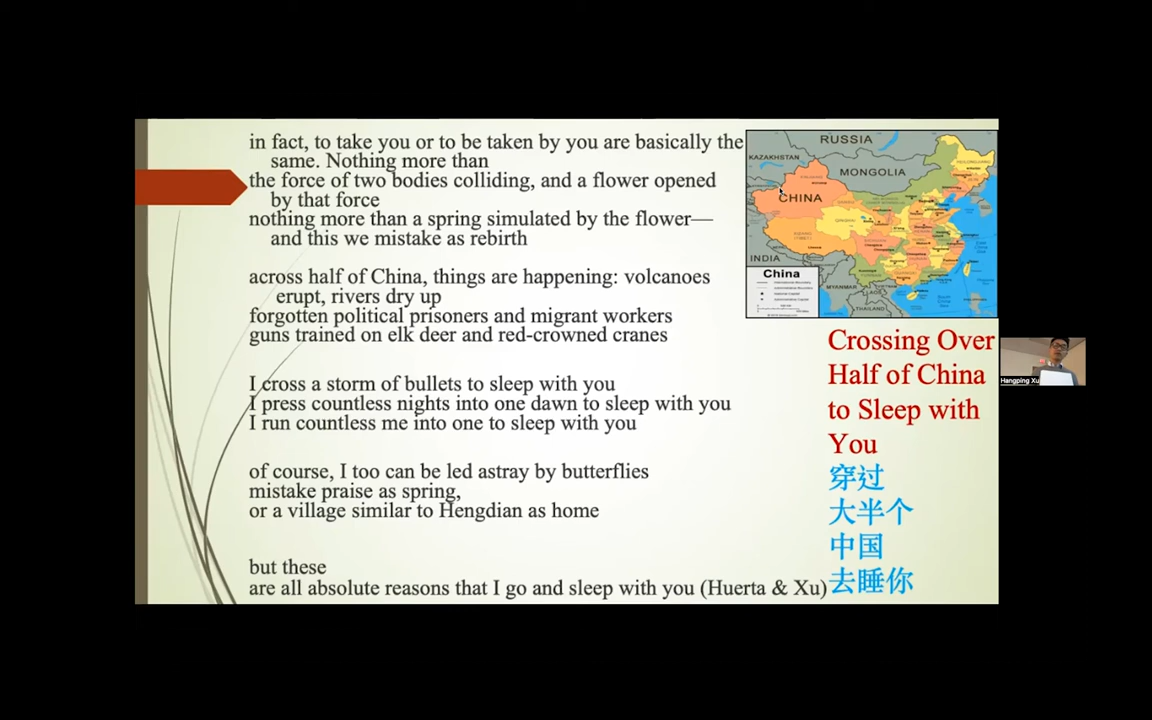 in fact, to take you or to be taken by you are basically the
same. Nothing more than
the force of two bodies colliding, and a flower opened
by that force
nothing more than a spring simulated by the flower—
and this we mistake as rebirth
across half of China, things are happening: volcanoes
erupt, rivers dry up
forgotten political prisoners and migrant workers
guns trained on elk deer and red-crowned cranes
I cross a storm of bullets to sleep with you
I press countless nights into one dawn to sleep with you
I run countless me into one to sleep with you
of course, I too can be led astray by butterflies
mistake praise as spring,
or a village similar to Hengdian as home
but these
are all absolute reasons that I go and sleep with you (Huerta & Xu)
RUSSIA
KAZAKHSTAN
MONGOLIA
CHINA
INDIA
MYANMAR
LAOS
THAILAND
China
Crossing Over
Half of China
to Sleep with
You
穿过
大半个
中国
去睡你
Hangping Xu